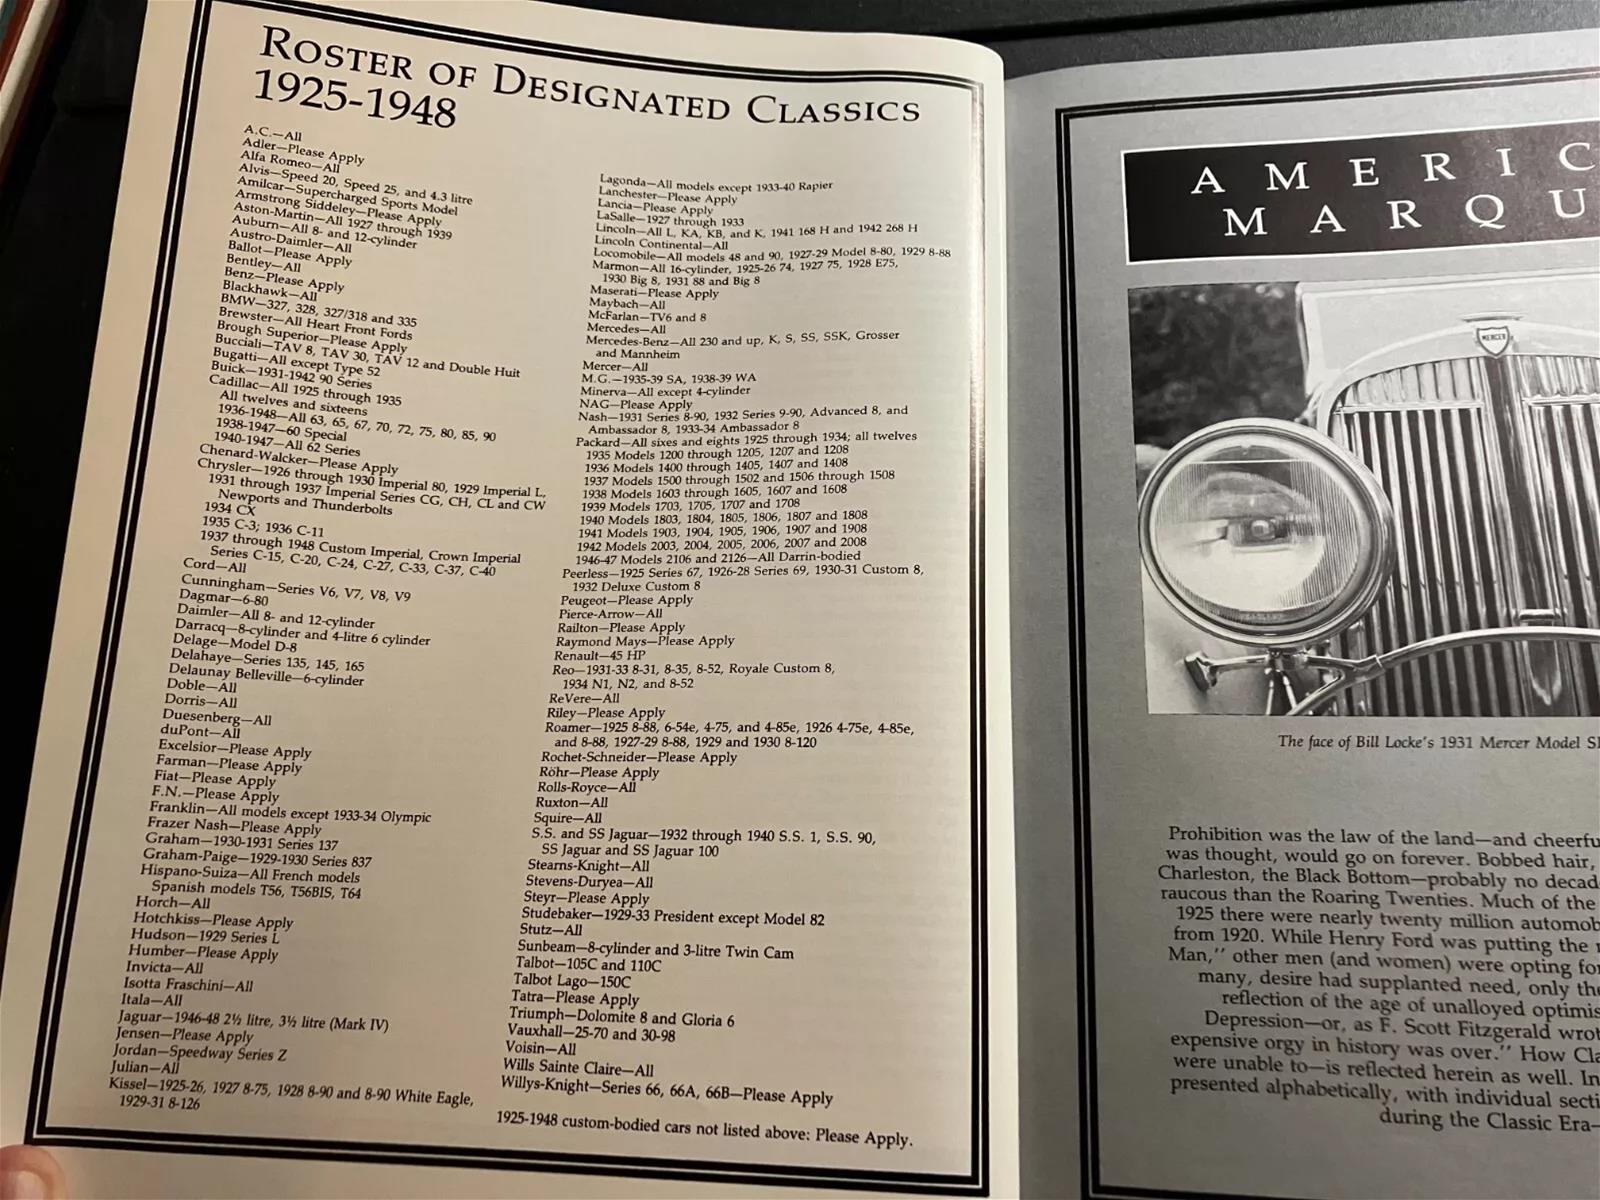 ROSTER OF DESIGNATED CLASSICS
1925-1948
A.C.—All
Adler—Please Apply
Alfa Romeo—All
Alvis—Speed 20, Speed 25, and 4.3 litre
Amilcar—Supercharged Sports Model
Armstrong Siddeley—Please Apply
Aston-Martin—All 1927 through 1939
Auburn—All 8- and 12-cylinder
Austro-Daimler—All
Ballot—Please Apply
Bentley—All
Benz—Please Apply
Blackhawk—All
BMW—327, 328, 327/318 and 335
Brewster—All Heart Front Fords
Brough Superior—Please Apply
Bucciali—TAV 8, TAV 30, TAV 12 and Double Huit
Bugatti—All except Type 52
Buick—1931-1942 90 Series
Cadillac—All 1925 through 1935
All twelves and sixteens
1936-1948—All 63, 65, 67, 70, 72, 75, 80, 85, 90
1938-1947—60 Special
1940-1947—All 62 Series
Chenard-Walcker—Please Apply
Chrysler—1926 through 1930 Imperial 80, 1929 Imperial L,
1931 through 1937 Imperial Series CG, CH, CL and CW
Newports and Thunderbolts
1934 CX
1935 C-3; 1936 C-11
1937 through 1948 Custom Imperial, Crown Imperial
Series C-15, C-20, C-24, C-27, C-33, C-37, C-40
Cord—All
Cunningham—Series V6, V7, V8, V9
Dagmar—6-80
Daimler—All 8- and 12-cylinder
Darracq—8-cylinder and 4-litre 6 cylinder
Delage—Model D-8
Delahaye—Series 135, 145, 165
Delaunay Belleville—6-cylinder
Doble—All
Dorris—All
Duesenberg—All
duPont—All
Excelsior—Please Apply
Farman—Please Apply
Fiat—Please Apply
F.N.—Please Apply
Franklin—All models except 1933-34 Olympic
Frazer Nash—Please Apply
Graham—1930-1931 Series 137
Graham-Paige—1929-1930 Series 837
Hispano-Suiza—All French models
Spanish models T56, T56BIS, T64
Horch—All
Hotchkiss—Please Apply
Hudson—1929 Series L
Humber—Please Apply
Invicta—All
Isotta Fraschini—All
Itala—All
Jaguar—1946-48 2½ litre, 3½ litre (Mark IV)
Jensen—Please Apply
Jordan—Speedway Series Z
Julian—All
Kissel—1925-26, 1927 8-75, 1928 8-90 and 8-90 White Eagle,
1929-31 8-126
Lagonda—All models except 1933-40 Rapier
Lanchester—Please Apply
Lancia—Please Apply
LaSalle—1927 through 1933
Lincoln—All L, KA, KB, and K, 1941 168 H and 1942 268 H
Lincoln Continental—All
Locomobile—All models 48 and 90, 1927-29 Model 8-80, 1929 8-88
Marmon—All 16-cylinder, 1925-26 74, 1927 75, 1928 E75,
1930 Big 8, 1931 88 and Big 8
Maserati—Please Apply
Maybach—All
McFarlan—TV6 and 8
Mercedes—All
Mercedes-Benz—All 230 and up, K, S, SS, SSK, Grosser
and Mannheim
Mercer—All
M.G.—1935-39 SA, 1938-39 WA
Minerva—All except 4-cylinder
NAG—Please Apply
Nash—1931 Series 8-90, 1932 Series 9-90, Advanced 8, and
Ambassador 8, 1933-34 Ambassador 8
Packard—All sixes and eights 1925 through 1934; all twelves
1935 Models 1200 through 1205, 1207 and 1208
1936 Models 1400 through 1405, 1407 and 1408
1937 Models 1500 through 1502 and 1506 through 1508
1938 Models 1603 through 1605, 1607 and 1608
1939 Models 1703, 1705, 1707 and 1708
1940 Models 1803, 1804, 1805, 1806, 1807 and 1808
1941 Models 1903, 1904, 1905, 1906, 1907 and 1908
1942 Models 2003, 2004, 2005, 2006, 2007 and 2008
1946-47 Models 2106 and 2126—All Darrin-bodied
Peerless—1925 Series 67, 1926-28 Series 69, 1930-31 Custom 8,
1932 Deluxe Custom 8
Peugeot—Please Apply
Pierce-Arrow—All
Railton—Please Apply
Raymond Mays—Please Apply
Renault—45 HP
Reo—1931-33 8-31, 8-35, 8-52, Royale Custom 8,
1934 N1, N2, and 8-52
ReVere—All
Riley—Please Apply
Roamer—1925 8-88, 6-54e, 4-75, and 4-85e, 1926 4-75e, 4-85e,
and 8-88, 1927-29 8-88, 1929 and 1930 8-120
Rochet-Schneider—Please Apply
Röhr—Please Apply
Rolls-Royce—All
Ruxton—All
Squire—All
S.S. and SS Jaguar—1932 through 1940 S.S. 1, S.S. 90,
SS Jaguar and SS Jaguar 100
Stearns-Knight—All
Stevens-Duryea—All
Steyr—Please Apply
Studebaker—1929-33 President except Model 82
Stutz—All
Sunbeam—8-cylinder and 3-litre Twin Cam
Talbot—105C and 110C
Talbot Lago—150C
Tatra—Please Apply
Triumph—Dolomite 8 and Gloria 6
Vauxhall—25-70 and 30-98
Voisin—All
Wills Sainte Claire—All
Willys-Knight—Series 66, 66A, 66B—Please Apply
1925-1948 custom-bodied cars not listed above: Please Apply.
AMERIC
MARQU
MERCER
The face of Bill Locke's 1931 Mercer Model S
Prohibition was the law of the land—and cheerfu
was thought, would go on forever. Bobbed hair,
Charleston, the Black Bottom—probably no decad
raucous than the Roaring Twenties. Much of the
1925 there were nearly twenty million automob
from 1920. While Henry Ford was putting the
Man,'' other men (and women) were opting fo
many, desire had supplanted need, only the
reflection of the age of unalloyed optimis
Depression—or, as F. Scott Fitzgerald wrot
expensive orgy in history was over.'' How Cla
were unable to—is reflected herein as well. In
presented alphabetically, with individual secti
during the Classic Era—